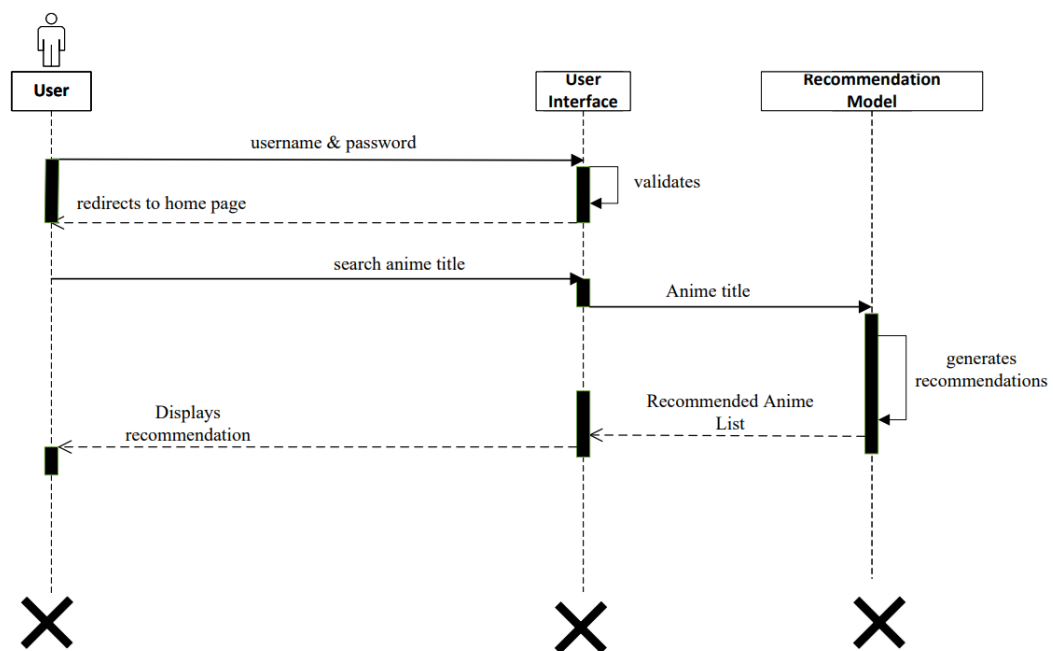 User
User
Interface
Recommendation
Model
username & password
validates
redirects to home page
search anime title
Anime title
generates
recommendations
Recommended Anime
List
Displays
recommendation